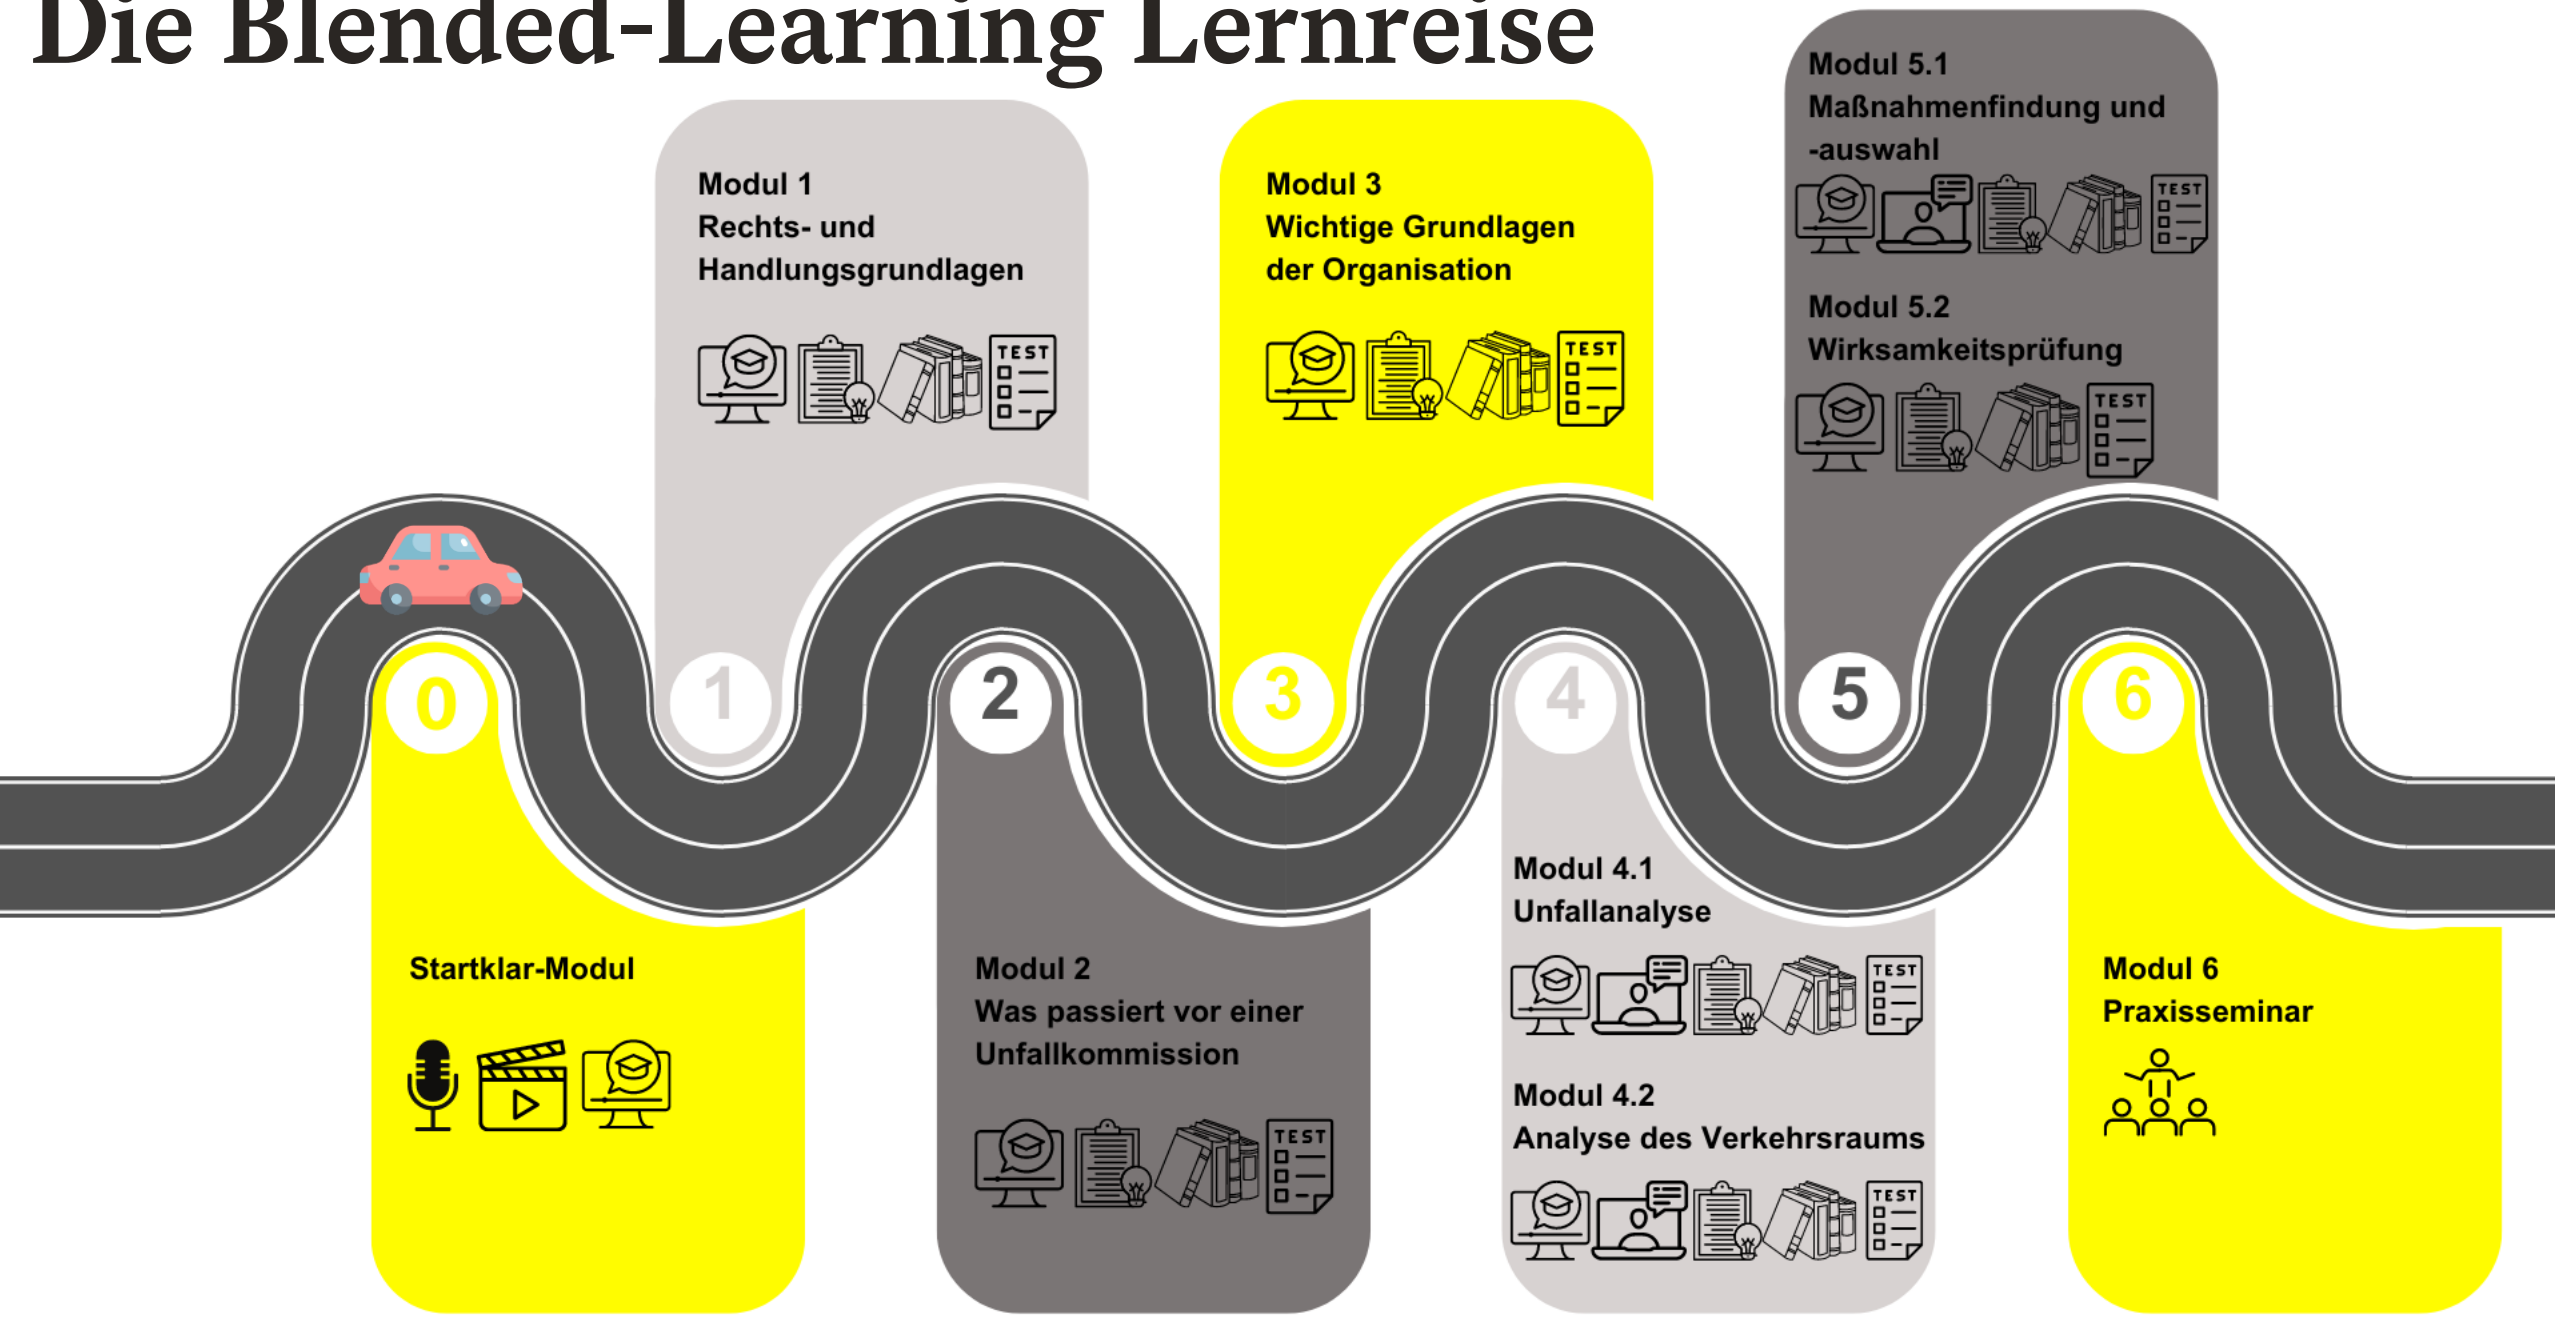 Die Blended-Learning Lernreise
0
Startklar-Modul
1
Modul 1
Rechts- und
Handlungsgrundlagen
TEST
2
Modul 2
Was passiert vor einer
Unfallkommission
TEST
3
Modul 3
Wichtige Grundlagen
der Organisation
TEST
4
Modul 4.1
Unfallanalyse
TEST
Modul 4.2
Analyse des Verkehrsraums
TEST
5
Modul 5.1
Maßnahmenfindung und
-auswahl
TEST
Modul 5.2
Wirksamkeitsprüfung
TEST
6
Modul 6
Praxisseminar